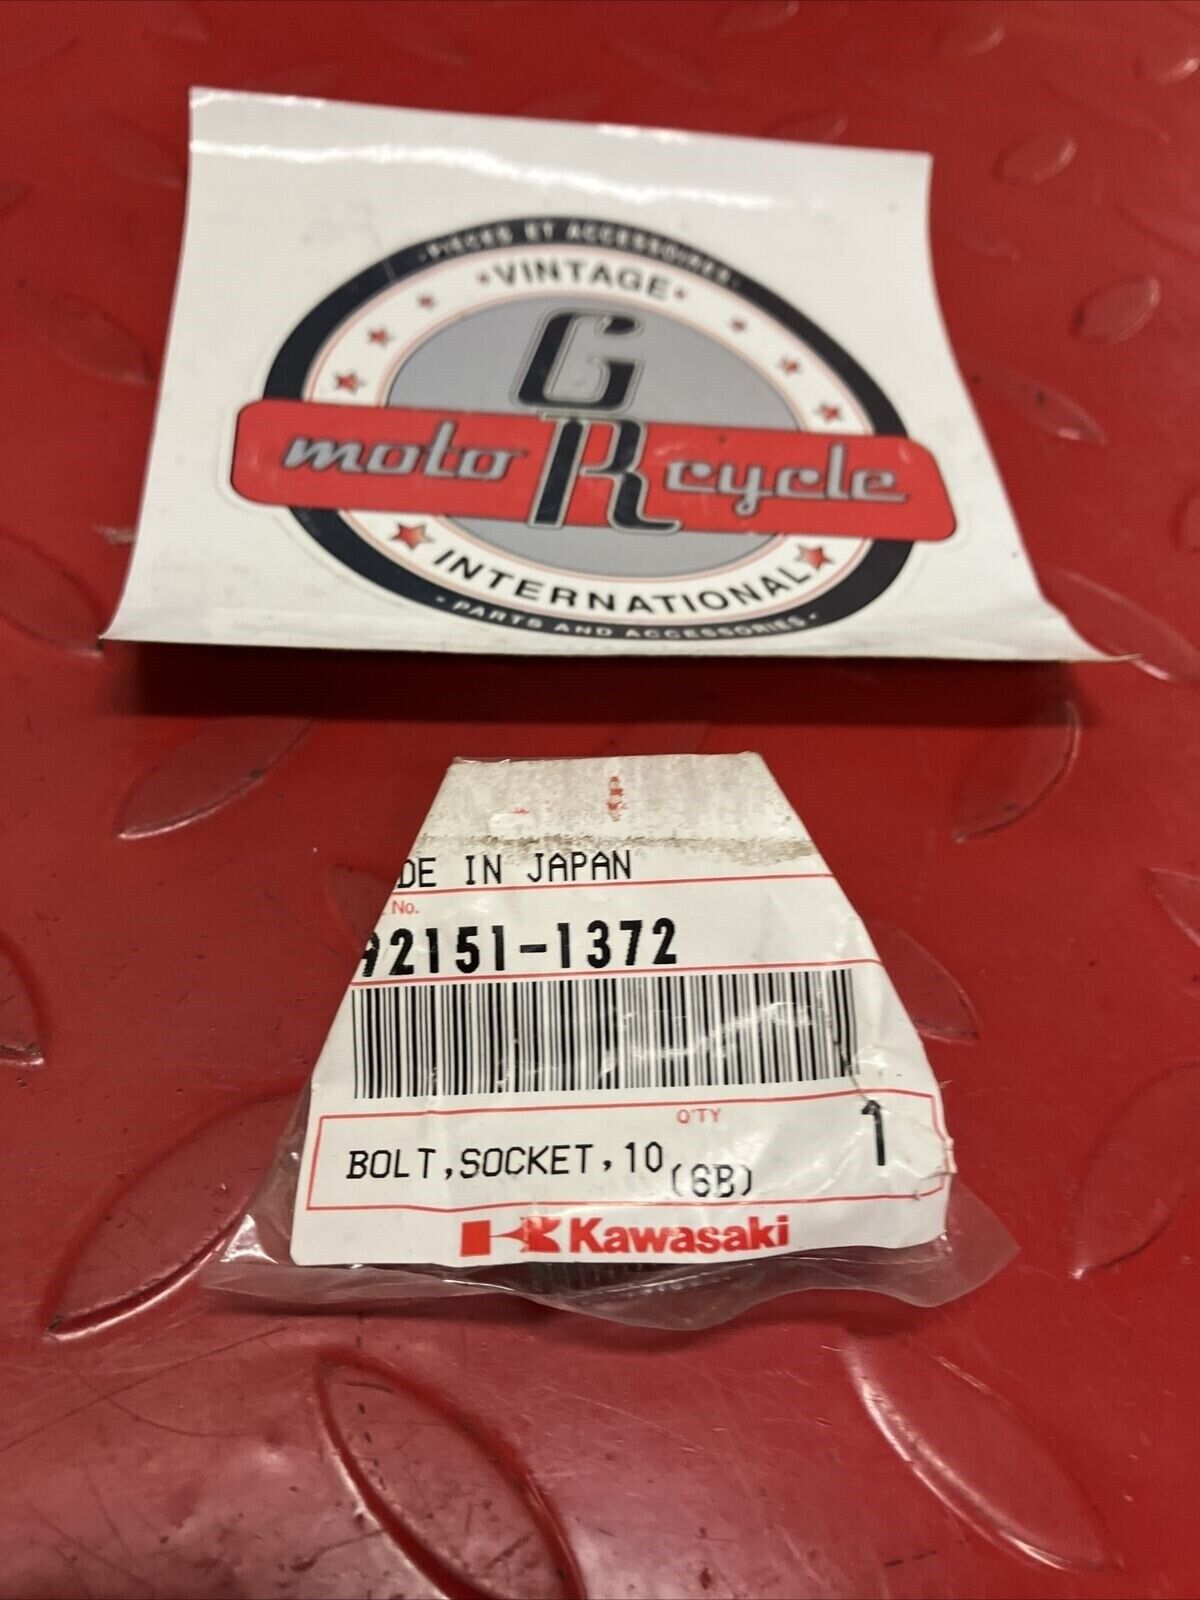 • PIÈCES ET ACCESSOIRES •
• VINTAGE •
G
moto R cycle
INTERNATIONAL
• PARTS AND ACCESSORIES •
DE IN JAPAN
No.
92151-1372
Q'TY
BOLT,SOCKET,10 (6B) 1
Kawasaki